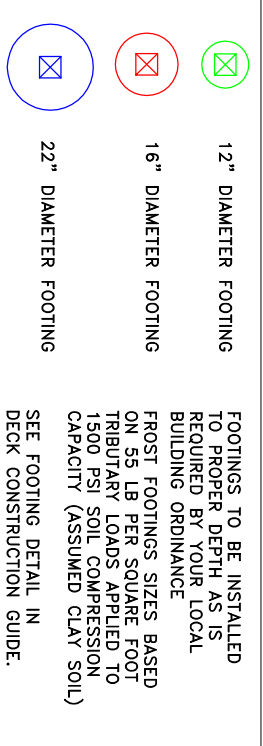 12" DIAMETER FOOTING
16" DIAMETER FOOTING
22" DIAMETER FOOTING
FOOTINGS TO BE INSTALLED
TO PROPER DEPTH AS IS
REQUIRED BY YOUR LOCAL
BUILDING ORDINANCE
FROST FOOTINGS SIZES BASED
ON 55 LB PER SQUARE FOOT
TRIBUTARY LOADS APPLIED TO
1500 PSI SOIL COMPRESSION
CAPACITY (ASSUMED CLAY SOIL)
SEE FOOTING DETAIL IN
DECK CONSTRUCTION GUIDE.